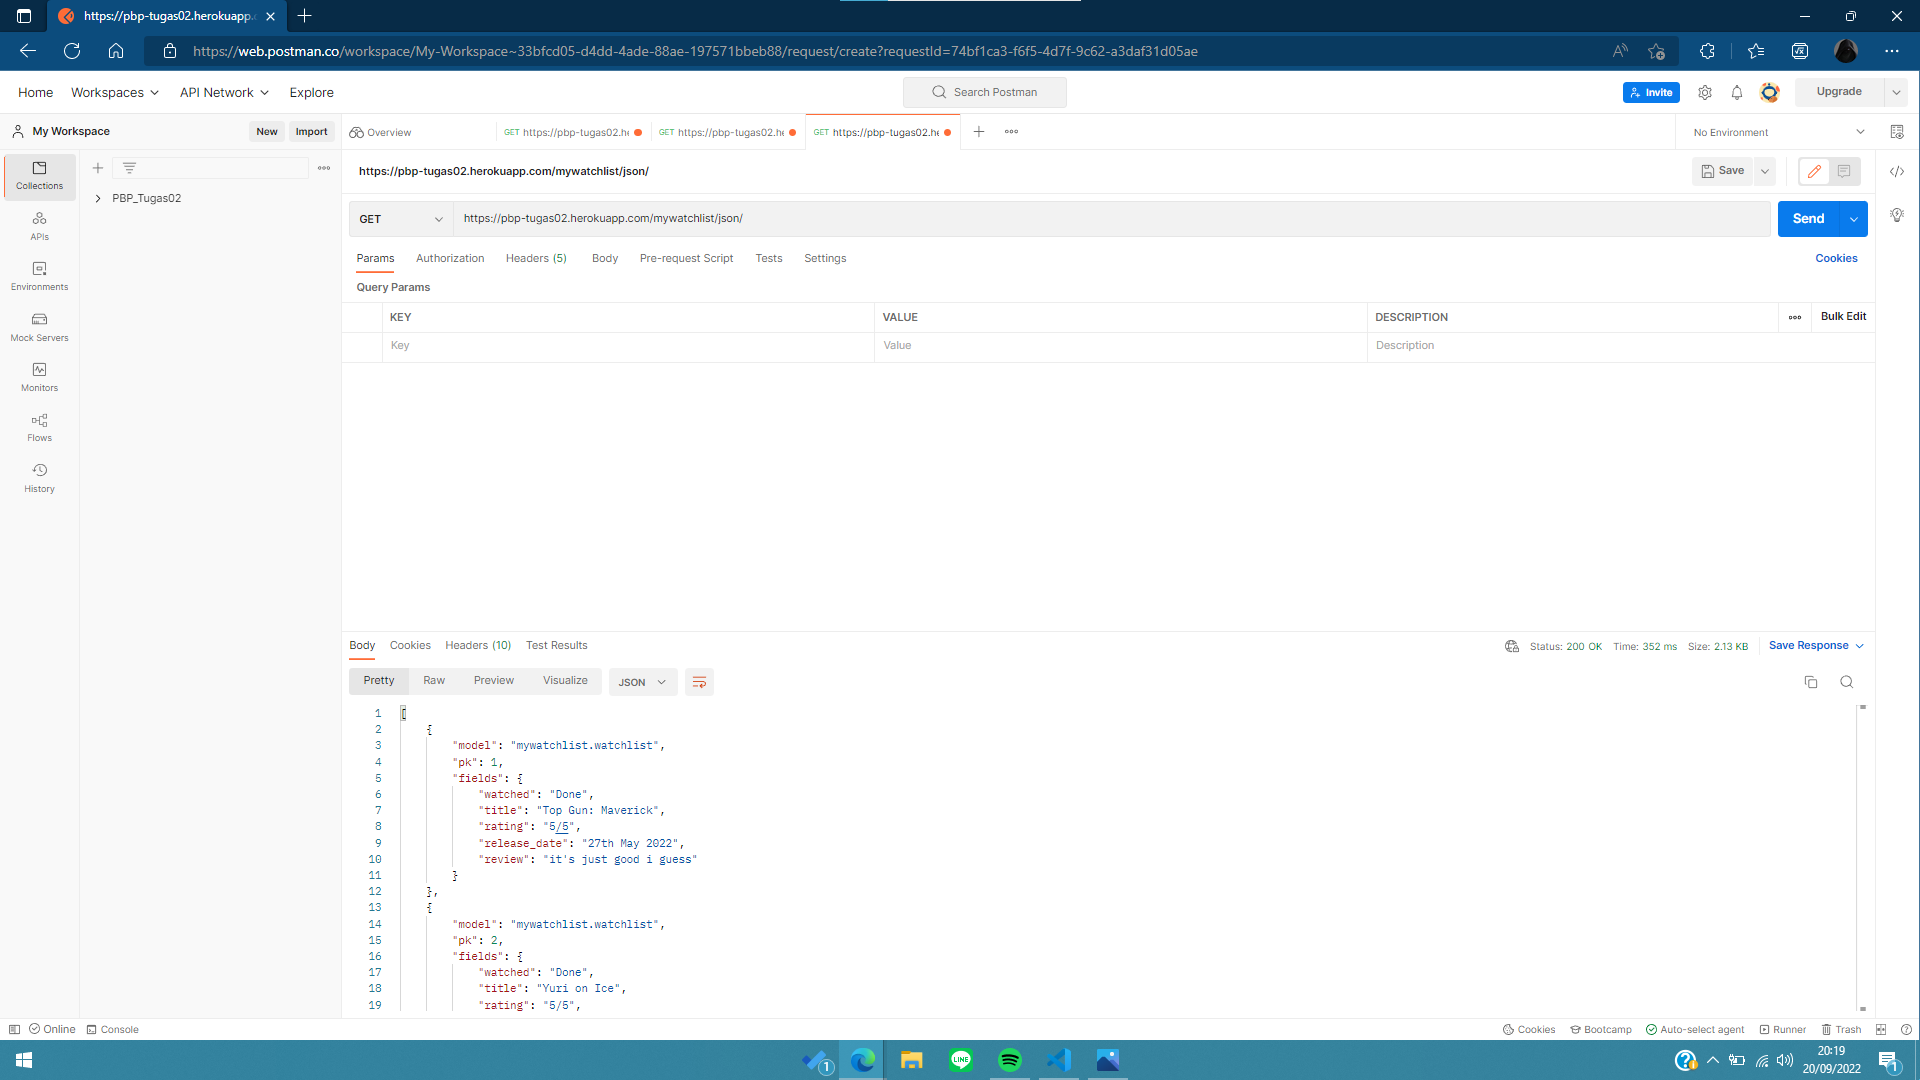 https://pbp-tugas02.herokuapp.c
https://web.postman.co/workspace/My-Workspace~33bfcd05-d4dd-4ade-88ae-197571bbeb88/request/create?requestId=74bf1ca3-f6f5-4d7f-9c62-a3daf31d05ae
Home Workspaces API Network Explore Search Postman Invite Upgrade
My Workspace New Import Overview GET https://pbp-tugas02.he GET https://pbp-tugas02.he GET https://pbp-tugas02.he No Environment
Collections
PBP_Tugas02
APIs
Environments
Mock Servers
Monitors
Flows
History
https://pbp-tugas02.herokuapp.com/mywatchlist/json/ Save
GET https://pbp-tugas02.herokuapp.com/mywatchlist/json/ Send
Params Authorization Headers (5) Body Pre-request Script Tests Settings Cookies
Query Params
KEY VALUE DESCRIPTION Bulk Edit
Key Value Description
Body Cookies Headers (10) Test Results Status: 200 OK Time: 352 ms Size: 2.13 KB Save Response
Pretty Raw Preview Visualize JSON
1 [
2 {
3 "model": "mywatchlist.watchlist",
4 "pk": 1,
5 "fields": {
6 "watched": "Done",
7 "title": "Top Gun: Maverick",
8 "rating": "5/5",
9 "release_date": "27th May 2022",
10 "review": "it's just good i guess"
11 }
12 },
13 {
14 "model": "mywatchlist.watchlist",
15 "pk": 2,
16 "fields": {
17 "watched": "Done",
18 "title": "Yuri on Ice",
19 "rating": "5/5",
Online Console Cookies Bootcamp Auto-select agent Runner Trash
1 LINE 20:19 1
20/09/2022